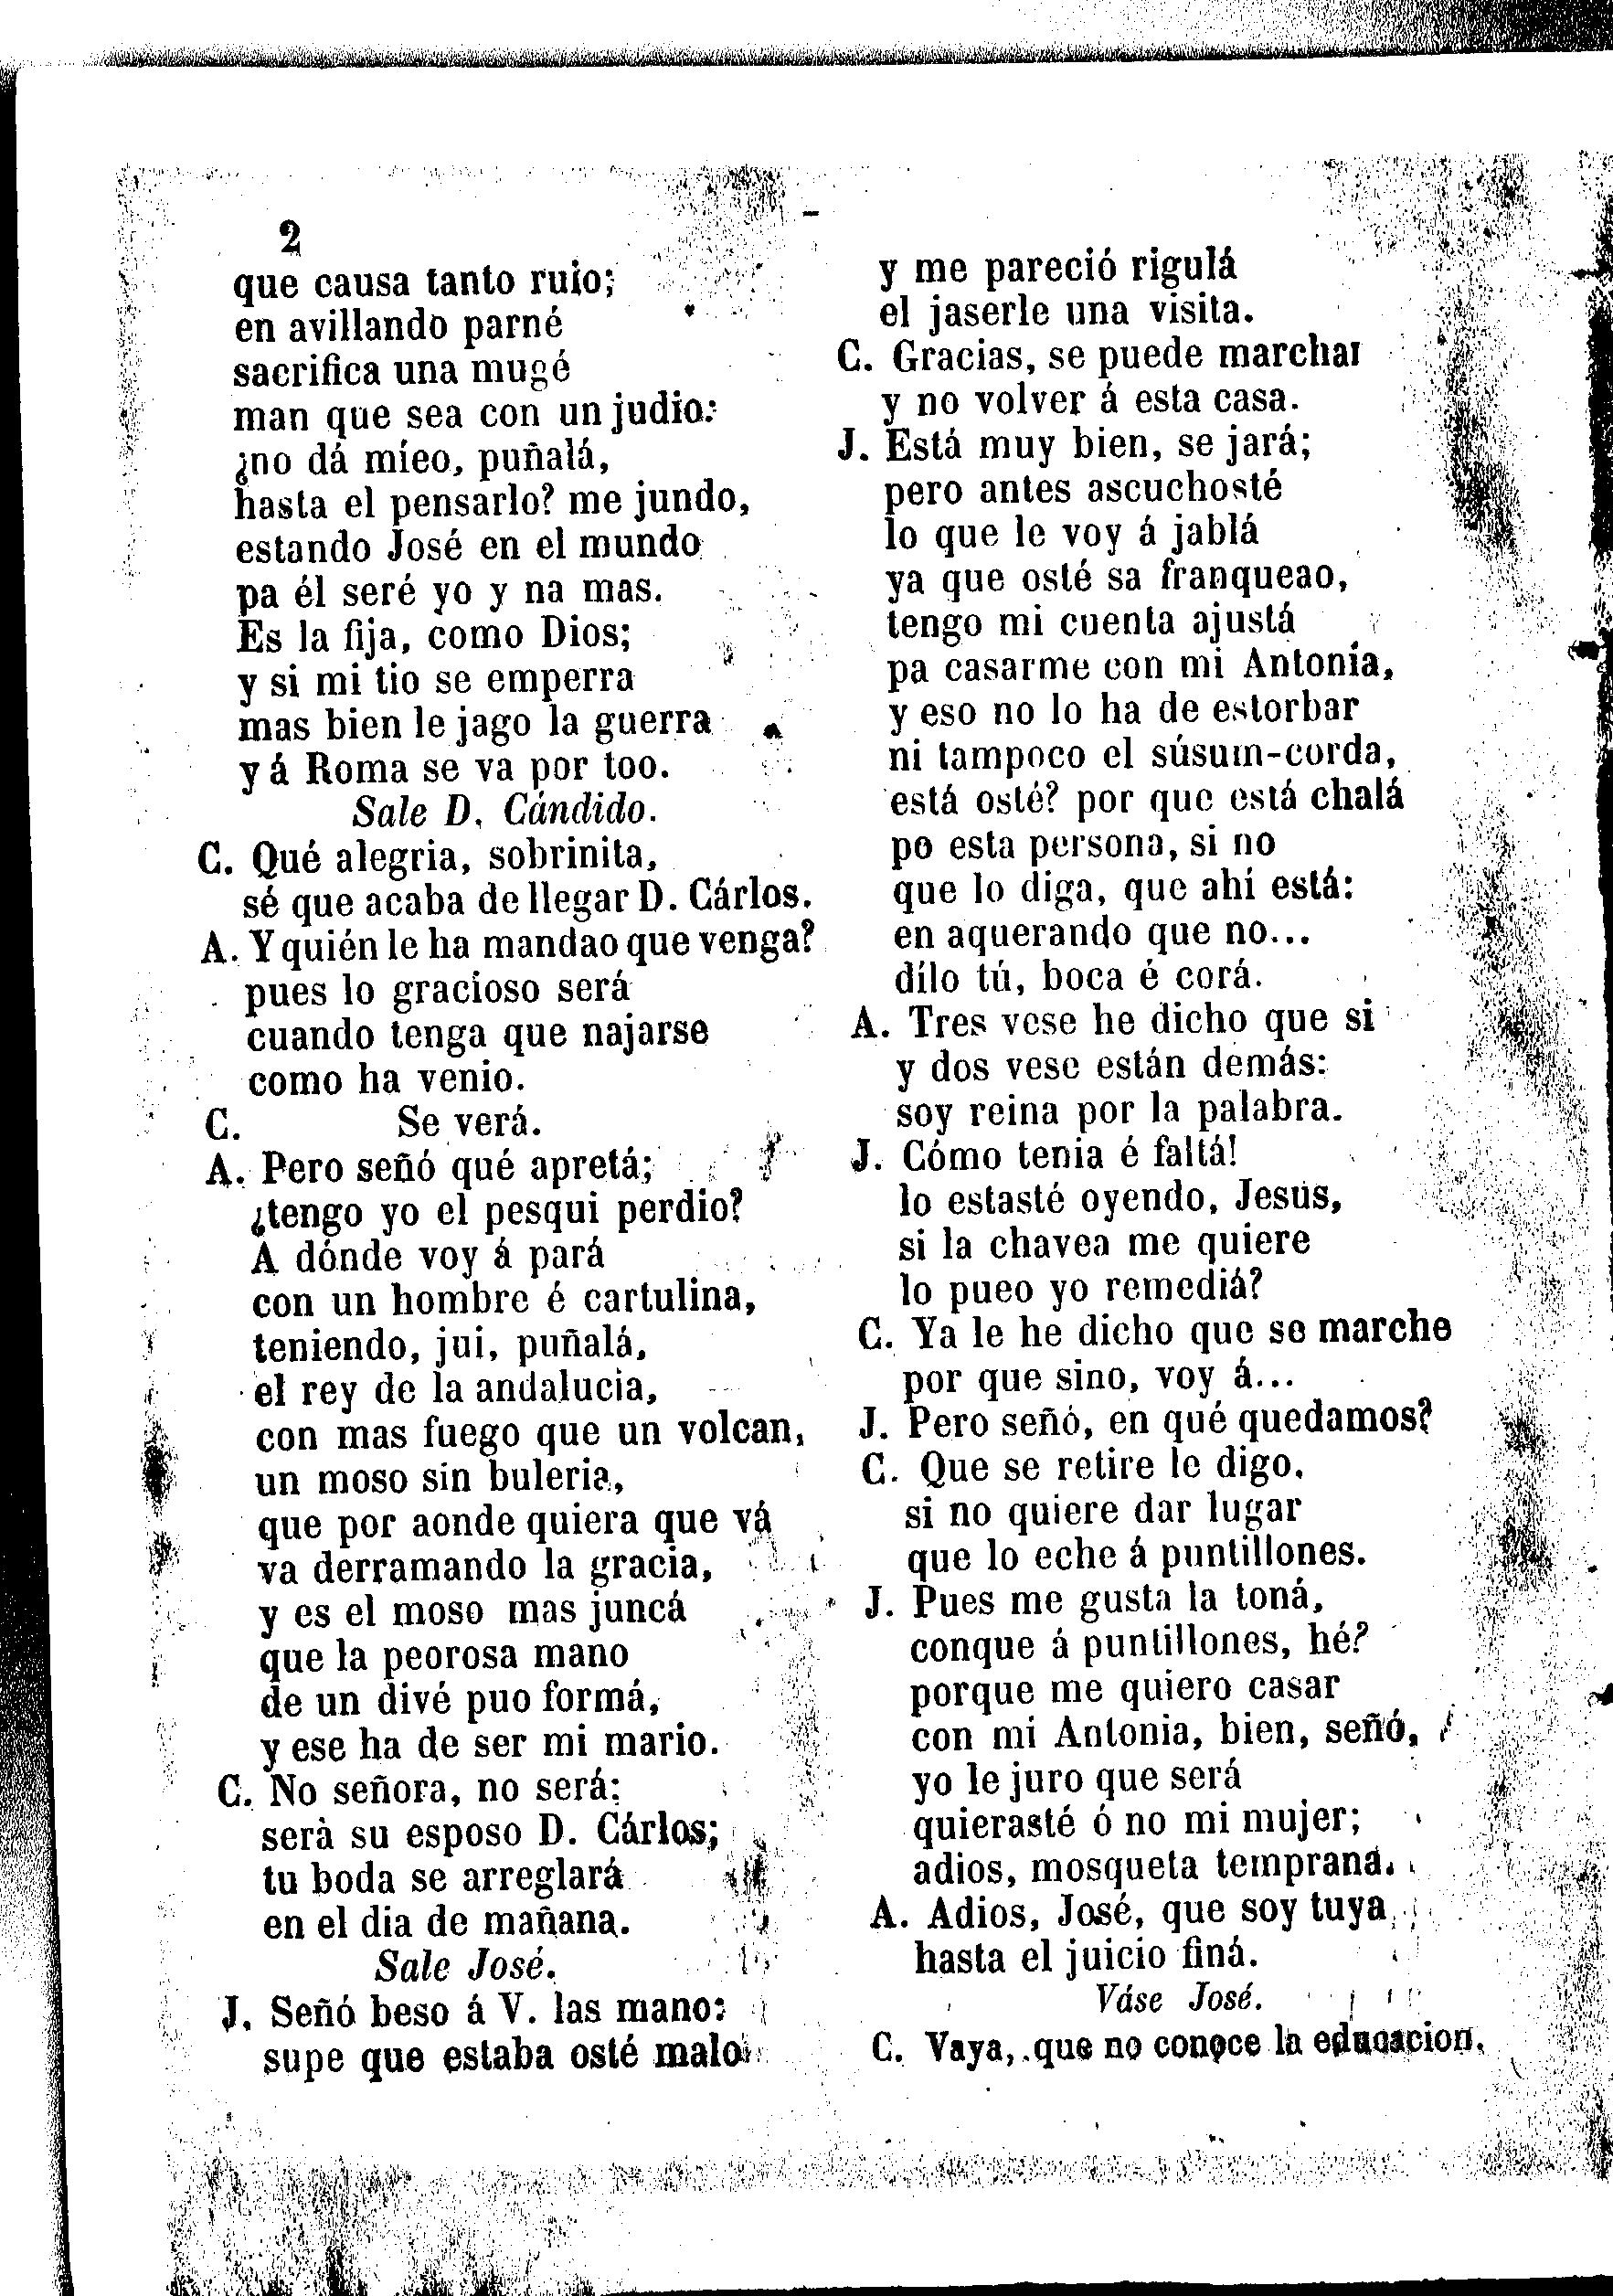 2
que causa tanto ruio;
en avillando parné
sacrifica una mugé
man que sea con un judio:
¿no dá míeo, puñalá,
hasta el pensarlo? me jundo,
estando José en el mundo
pa él seré yo y na mas.
Es la fija, como Dios;
y si mi tio se emperra
mas bien le jago la guerra
y á Roma se va por too.
Sale D. Cándido.
C. Qué alegria, sobrinita,
sé que acaba de llegar D. Cárlos.
A. Y quién le ha mandao que venga?
pues lo gracioso será
cuando tenga que najarse
como ha venio.
C. Se verá.
A. Pero señó qué apretá;
¿tengo yo el pesqui perdio?
A dónde voy á pará
con un hombre é cartulina,
teniendo, jui, puñalá,
el rey de la andalucia,
con mas fuego que un volcan,
un moso sin buleria,
que por aonde quiera que vá
va derramando la gracia,
y es el moso mas juncá
que la peorosa mano
de un divé puo formá,
y ese ha de ser mi mario.
C. No señora, no será;
serà su esposo D. Cárlos;
tu boda se arreglará
en el dia de mañana.
Sale José.
J. Señó beso á V. las mano:
supe que estaba osté malo
y me pareció rigulá
el jaserle una visita.
C. Gracias, se puede marchar
y no volver á esta casa.
J. Está muy bien, se jará;
pero antes ascuchosté
lo que le voy á jablá
ya que osté sa franqueao,
tengo mi cuenta ajustá
pa casarme con mi Antonia,
y eso no lo ha de estorbar
ni tampoco el súsum-corda,
está osté? por que está chalá
po esta persona, si no
que lo diga, que ahí está:
en aquerando que no...
dílo tú, boca é corá.
A. Tres vese he dicho que si
y dos vese están demás:
soy reina por la palabra.
J. Cómo tenia é faltá!
lo estasté oyendo, Jesus,
si la chavea me quiere
lo pueo yo remediá?
C. Ya le he dicho que se marche
por que sino, voy á...
J. Pero señó, en qué quedamos?
C. Que se retire le digo,
si no quiere dar lugar
que lo eche á puntillones.
J. Pues me gusta la toná,
conque á puntillones, hé?
porque me quiero casar
con mi Antonia, bien, señó,
yo le juro que será
quierasté ó no mi mujer;
adios, mosqueta temprana.
A. Adios, José, que soy tuya
hasta el juicio finá.
Váse José.
C. Vaya, que no conoce la educacion.